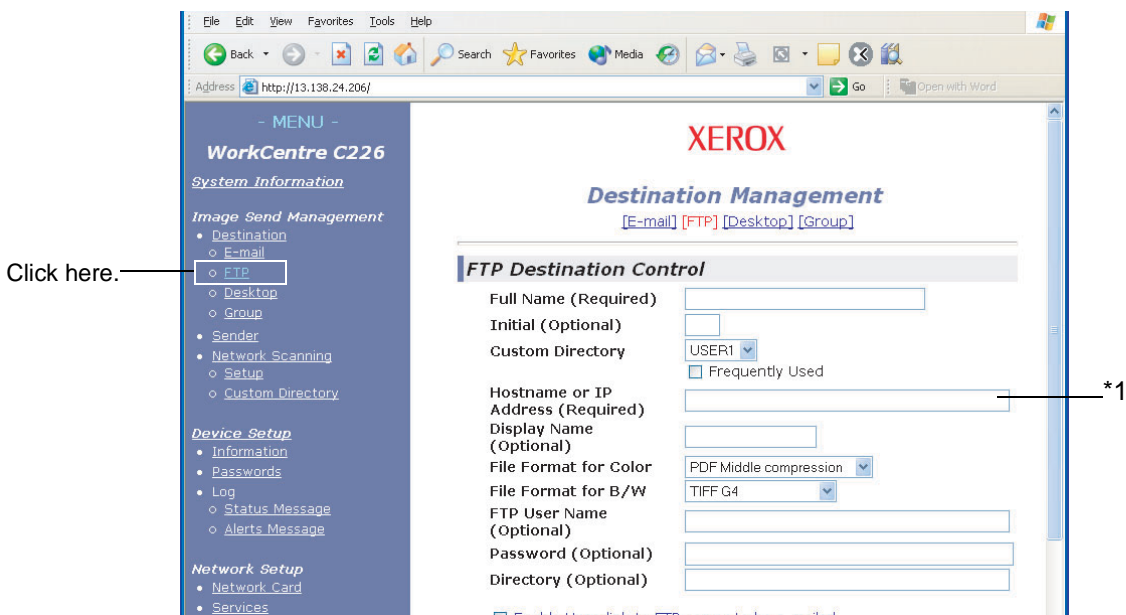 File Edit View Favorites Tools Help
Back Search Favorites Media
Address http://13.138.24.206/ Go Open with Word
- MENU -
WorkCentre C226
System Information
Image Send Management
Destination
E-mail
FTP
Desktop
Group
Sender
Network Scanning
Setup
Custom Directory
Device Setup
Information
Passwords
Log
Status Message
Alerts Message
Network Setup
Network Card
Services
Click here.
XEROX
Destination Management
[E-mail] [FTP] [Desktop] [Group]
FTP Destination Control
Full Name (Required)
Initial (Optional)
Custom Directory USER1
Frequently Used
Hostname or IP
Address (Required)
*1
Display Name
(Optional)
File Format for Color PDF Middle compression
File Format for B/W TIFF G4
FTP User Name
(Optional)
Password (Optional)
Directory (Optional)